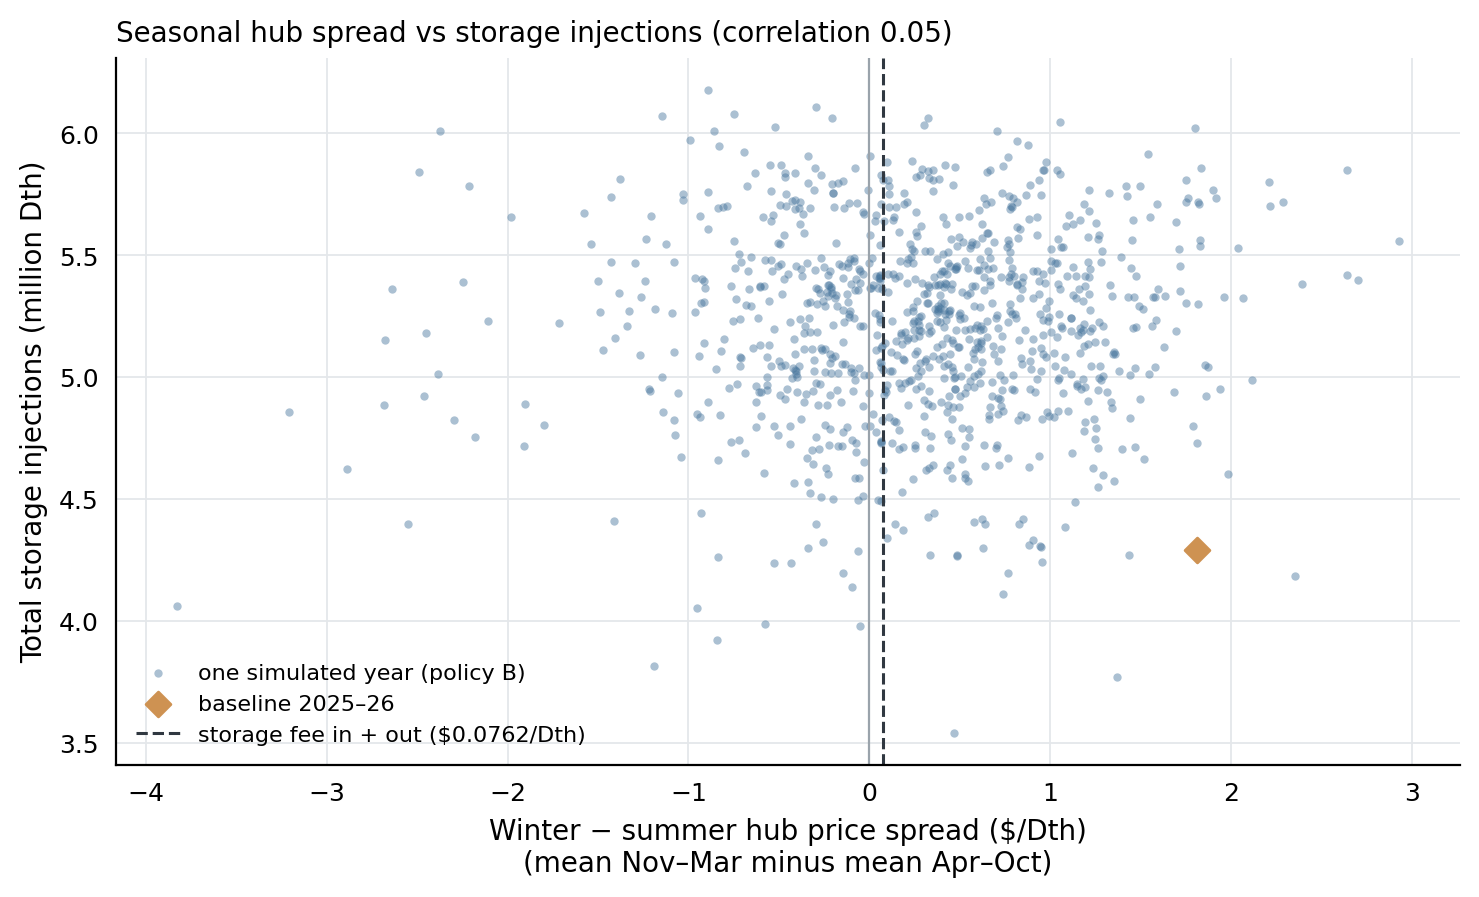 Seasonal hub spread vs storage injections (correlation 0.05)
Total storage injections (million Dth)
6.0
5.5
5.0
4.5
4.0
3.5
one simulated year (policy B)
baseline 2025–26
storage fee in + out ($0.0762/Dth)
−4
−3
−2
−1
0
1
2
3
Winter − summer hub price spread ($/Dth)
(mean Nov–Mar minus mean Apr–Oct)